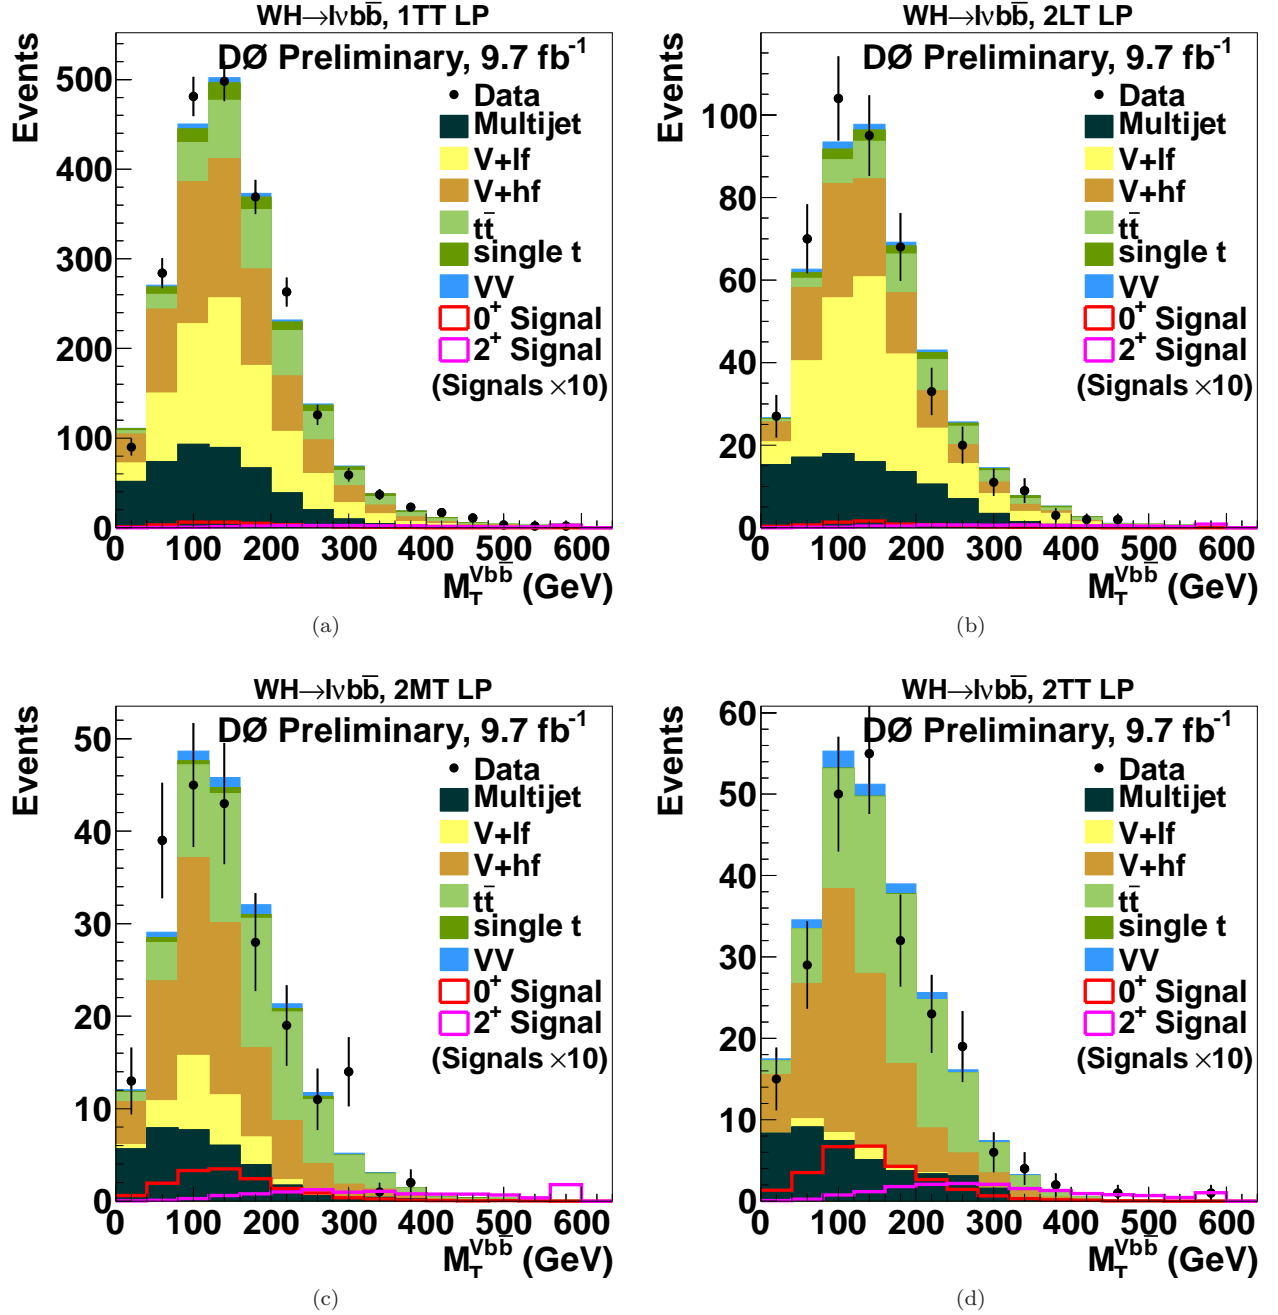 WH→lνbb̄, 1TT LP
DØ Preliminary, 9.7 fb⁻¹
Events
500
400
300
200
100
0
Data
Multijet
V+lf
V+hf
tt̄
single t
VV
0⁺ Signal
2⁺ Signal
(Signals ×10)
0 100 200 300 400 500 600
M_T^{Vbb̄} (GeV)
(a)
WH→lνbb̄, 2LT LP
DØ Preliminary, 9.7 fb⁻¹
Events
100
80
60
40
20
0
Data
Multijet
V+lf
V+hf
tt̄
single t
VV
0⁺ Signal
2⁺ Signal
(Signals ×10)
0 100 200 300 400 500 600
M_T^{Vbb̄} (GeV)
(b)
WH→lνbb̄, 2MT LP
DØ Preliminary, 9.7 fb⁻¹
Events
50
40
30
20
10
0
Data
Multijet
V+lf
V+hf
tt̄
single t
VV
0⁺ Signal
2⁺ Signal
(Signals ×10)
0 100 200 300 400 500 600
M_T^{Vbb̄} (GeV)
(c)
WH→lνbb̄, 2TT LP
DØ Preliminary, 9.7 fb⁻¹
Events
60
50
40
30
20
10
0
Data
Multijet
V+lf
V+hf
tt̄
single t
VV
0⁺ Signal
2⁺ Signal
(Signals ×10)
0 100 200 300 400 500 600
M_T^{Vbb̄} (GeV)
(d)